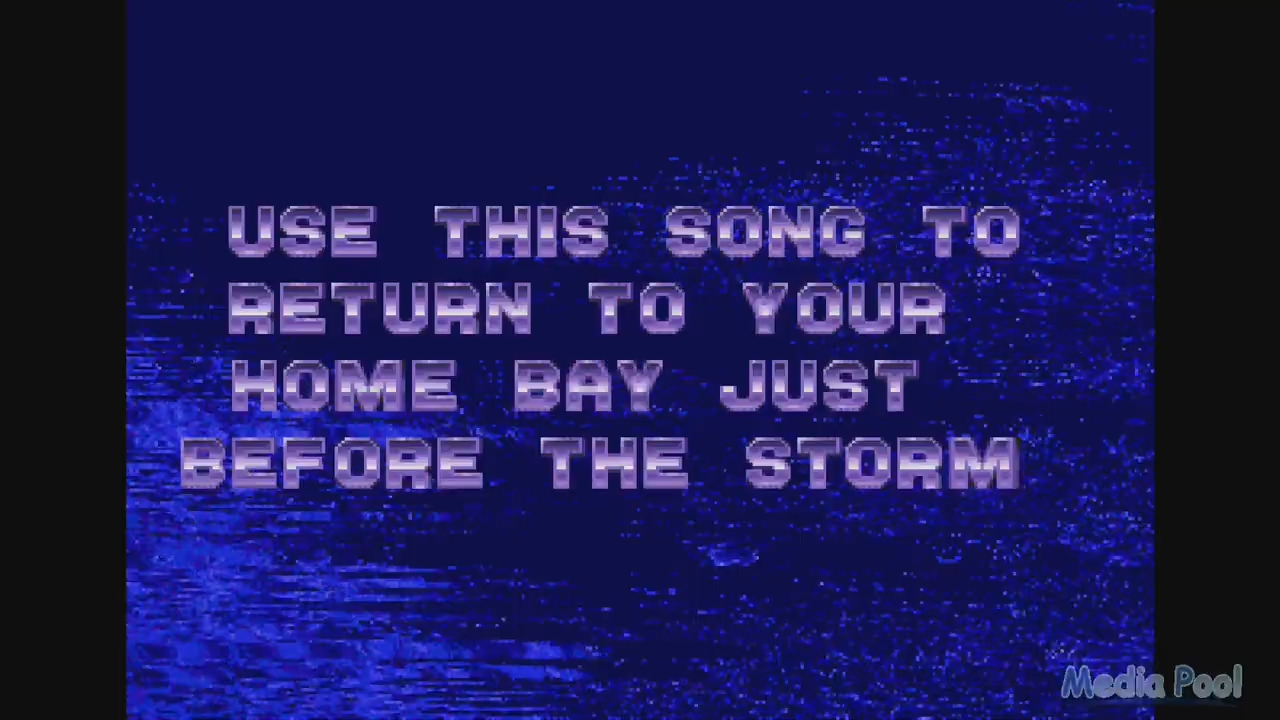 USE THIS SONG TO
RETURN TO YOUR
HOME BAY JUST
BEFORE THE STORM
Media Pool